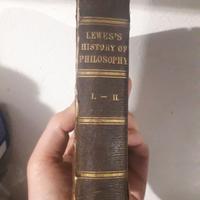 LEWES'S
HISTORY OF
PHILOSOPHY
I. – II.